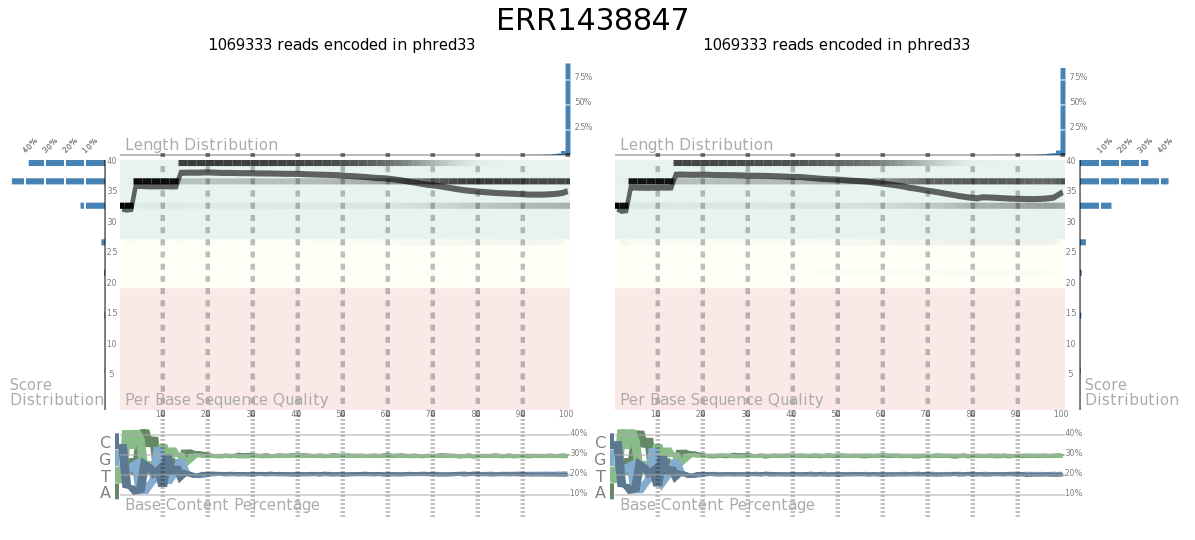 ERR1438847
1069333 reads encoded in phred33
1069333 reads encoded in phred33
75%
50%
25%
75%
50%
25%
Length Distribution
Length Distribution
40% 30% 20% 10%
10% 20% 30% 40%
40
35
30
25
20
15
10
5
40
35
30
25
20
15
10
5
Score
Distribution
Per Base Sequence Quality
Per Base Sequence Quality
Score
Distribution
10 20 30 40 50 60 70 80 90 100
10 20 30 40 50 60 70 80 90 100
C
G
T
A
40%
30%
20%
10%
C
G
T
A
40%
30%
20%
10%
Base Content Percentage
Base Content Percentage